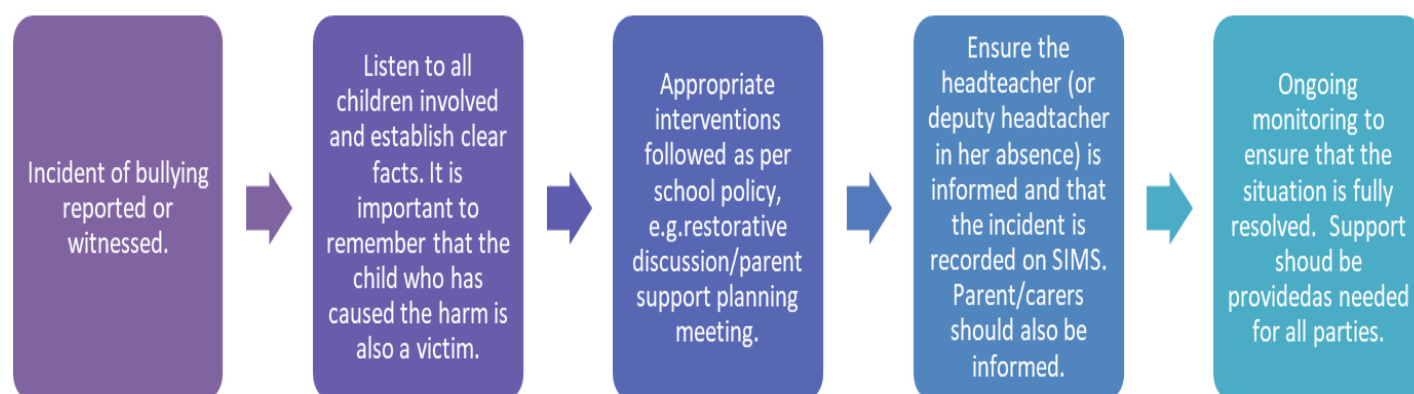 Incident of bullying
reported or
witnessed.
Listen to all
children involved
and establish clear
facts. It is
important to
remember that the
child who has
caused the harm is
also a victim.
Appropriate
interventions
followed as per
school policy,
e.g.restorative
discussion/parent
support planning
meeting.
Ensure the
headteacher (or
deputy headtacher
in her absence) is
informed and that
the incident is
recorded on SIMS.
Parent/carers
should also be
informed.
Ongoing
monitoring to
ensure that the
situation is fully
resolved.  Support
shoud be
providedas needed
for all parties.